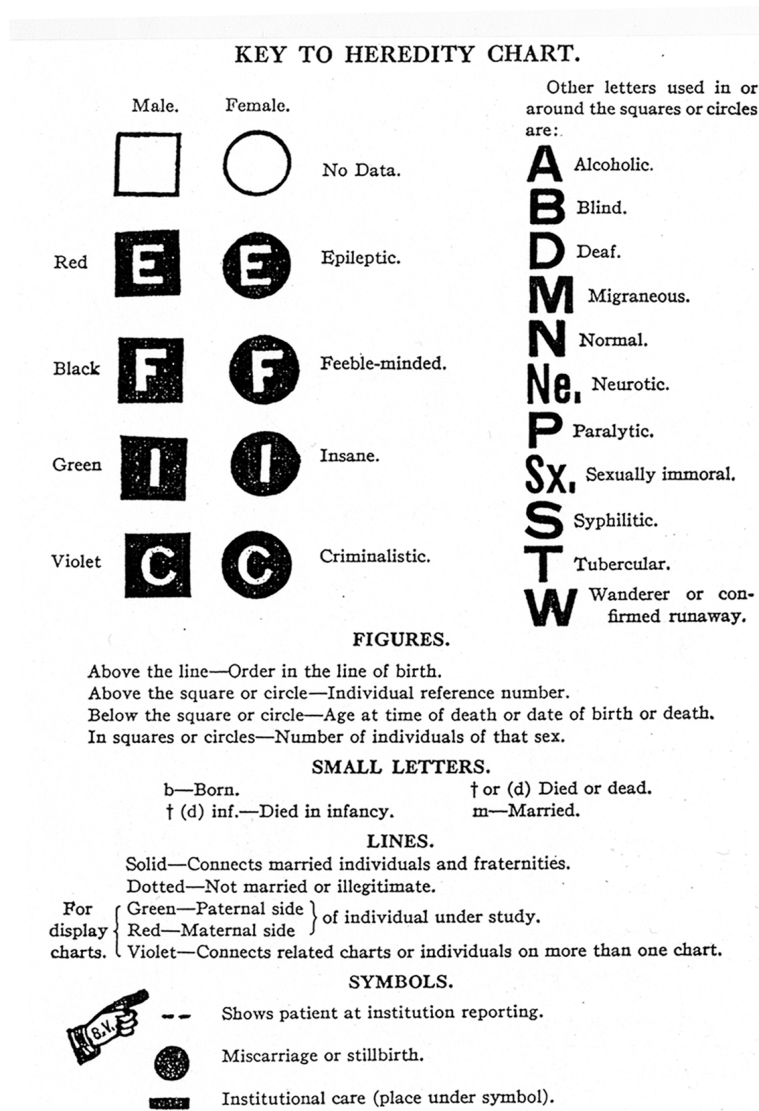 KEY TO HEREDITY CHART.
Male. Female.
No Data.
Red E E Epileptic.
Black F F Feeble-minded.
Green I I Insane.
Violet C C Criminalistic.
Other letters used in or
around the squares or circles
are:
A Alcoholic.
B Blind.
D Deaf.
M Migraneous.
N Normal.
Ne. Neurotic.
P Paralytic.
Sx. Sexually immoral.
S Syphilitic.
T Tubercular.
W Wanderer or con-
firmed runaway.
FIGURES.
Above the line—Order in the line of birth.
Above the square or circle—Individual reference number.
Below the square or circle—Age at time of death or date of birth or death.
In squares or circles—Number of individuals of that sex.
SMALL LETTERS.
b—Born. † or (d) Died or dead.
† (d) inf.—Died in infancy. m—Married.
LINES.
Solid—Connects married individuals and fraternities.
Dotted—Not married or illegitimate.
For display charts.
Green—Paternal side
Red—Maternal side
of individual under study.
Violet—Connects related charts or individuals on more than one chart.
SYMBOLS.
S.V. -- Shows patient at institution reporting.
Miscarriage or stillbirth.
Institutional care (place under symbol).